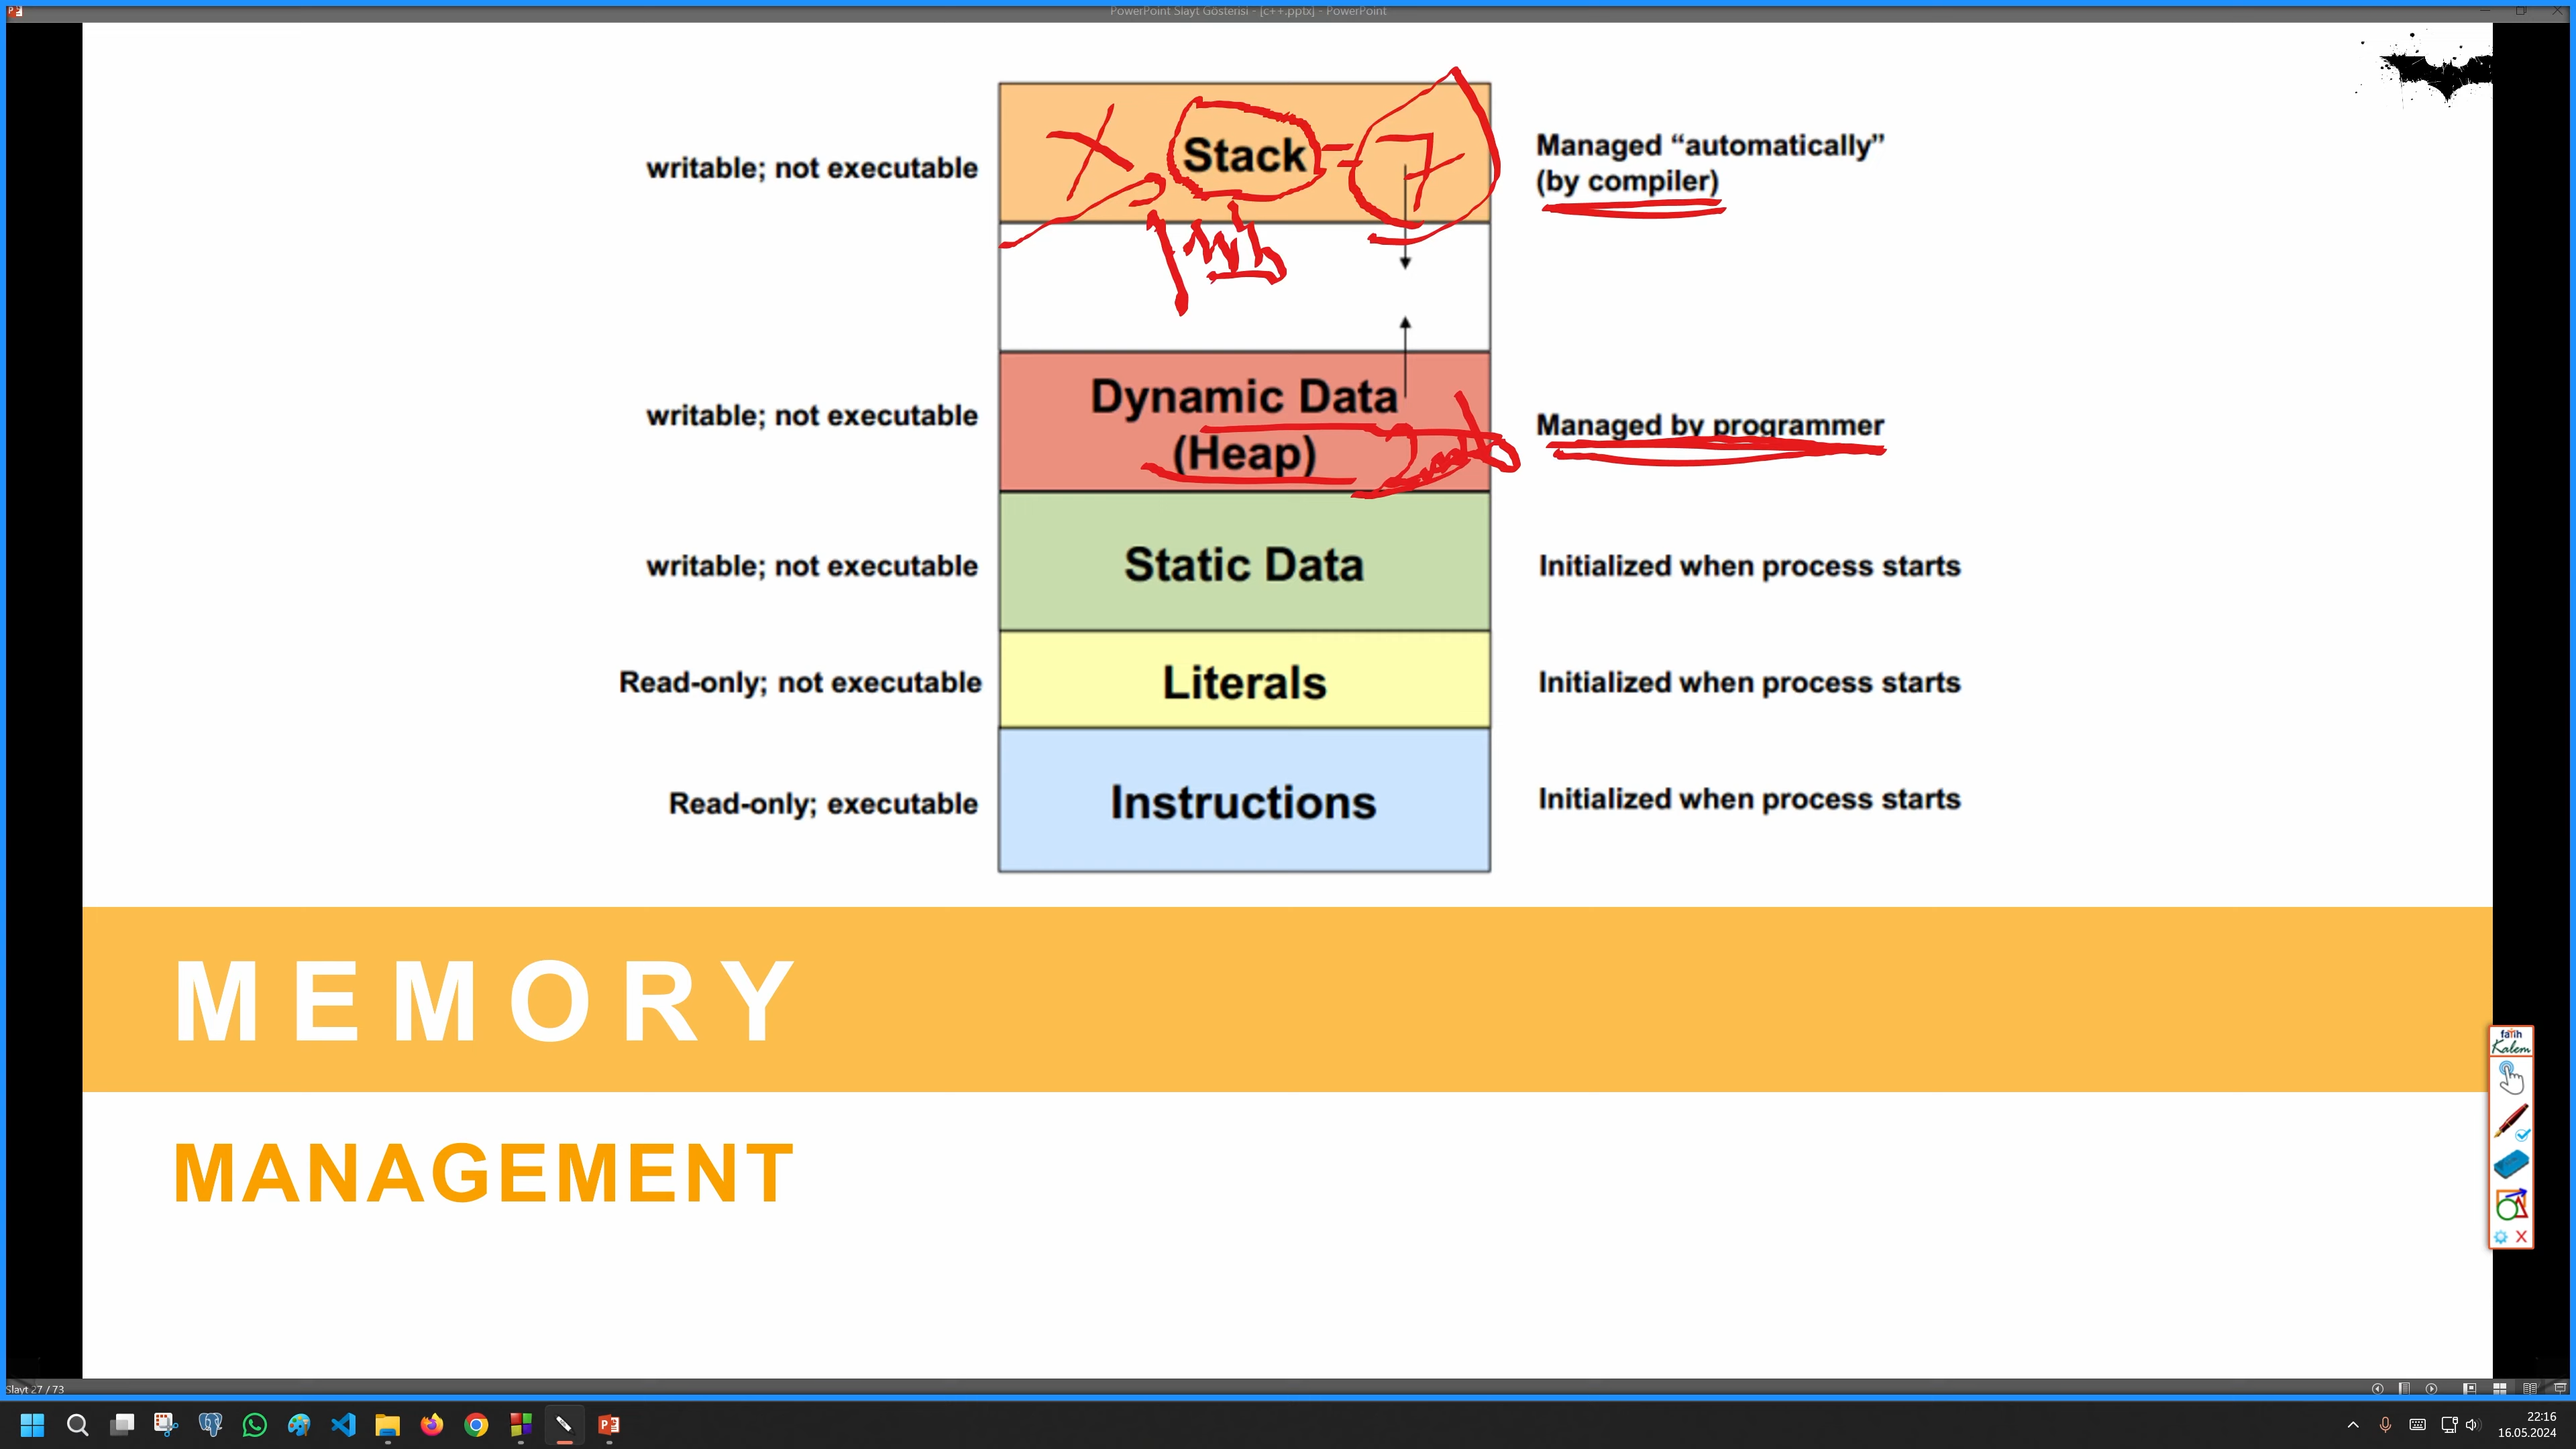 PowerPoint Slayt Gösterisi - [c++.pptx] - PowerPoint
writable; not executable
X Stack = 7
Managed “automatically”
(by compiler)
writable; not executable
Dynamic Data
(Heap)
Managed by programmer
writable; not executable
Static Data
Initialized when process starts
Read-only; not executable
Literals
Initialized when process starts
Read-only; executable
Instructions
Initialized when process starts
MEMORY
MANAGEMENT
fatih
Kalem
Slayt 27 / 73
22:16
16.05.2024